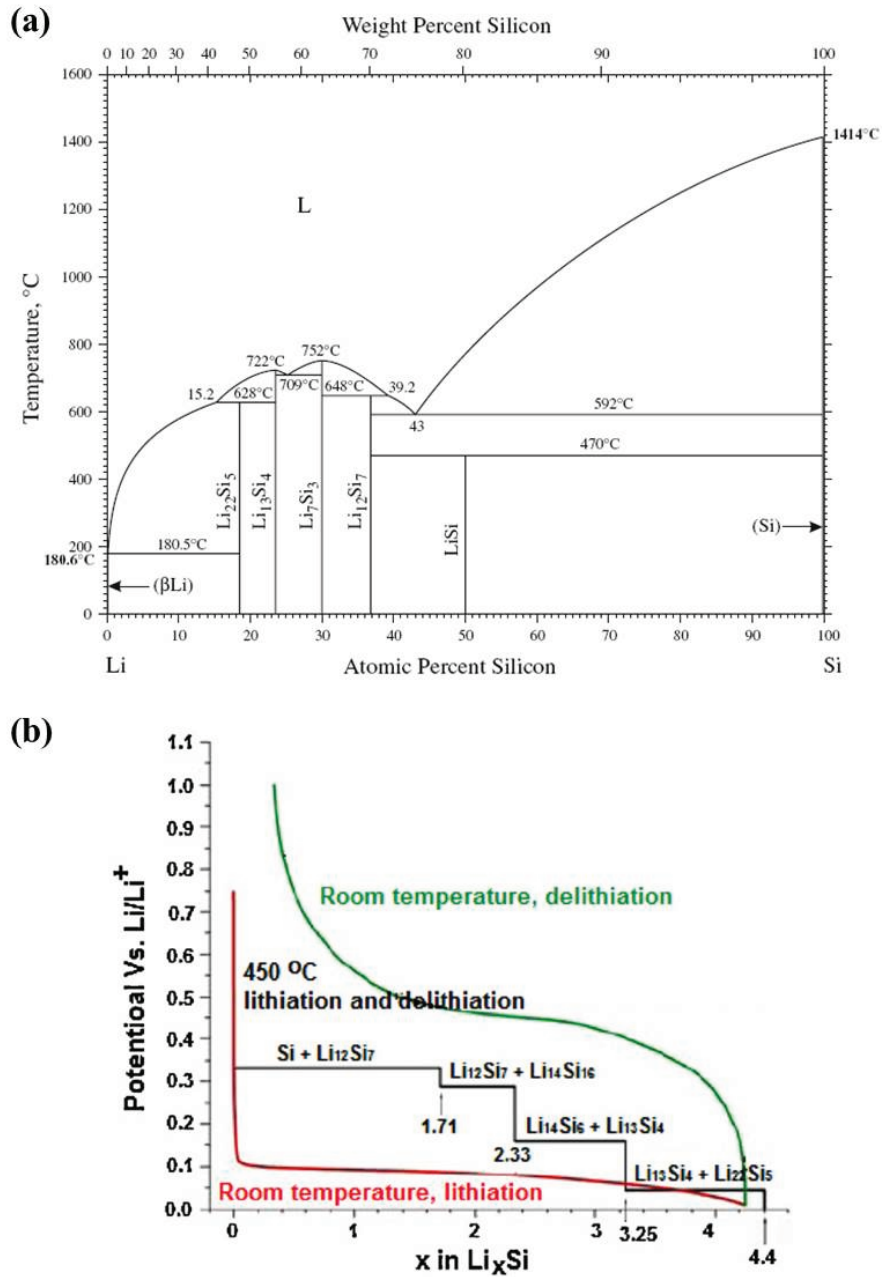 (a)
Weight Percent Silicon
0 10 20 30 40 50 60 70 80 90 100
1600
1400
1200
1000
800
600
400
200
0
Temperature, °C
1414°C
L
722°C
752°C
15.2
628°C
709°C
648°C
39.2
43
592°C
470°C
Li22Si5
Li13Si4
Li7Si3
Li12Si7
LiSi
(Si)
180.5°C
180.6°C
(βLi)
0 10 20 30 40 50 60 70 80 90 100
Li Atomic Percent Silicon Si
(b)
1.1
1.0
0.9
0.8
0.7
0.6
0.5
0.4
0.3
0.2
0.1
0.0
Potentioal Vs. Li/Li+
Room temperature, delithiation
450 OC
lithiation and delithiation
Si + Li12Si7
Li12Si7 + Li14Si16
1.71
Li14Si6 + Li13Si4
2.33
Li13Si4 + Li22Si5
Room temperature, lithiation
0 1 2 3 3.25 4
4.4
x in LixSi